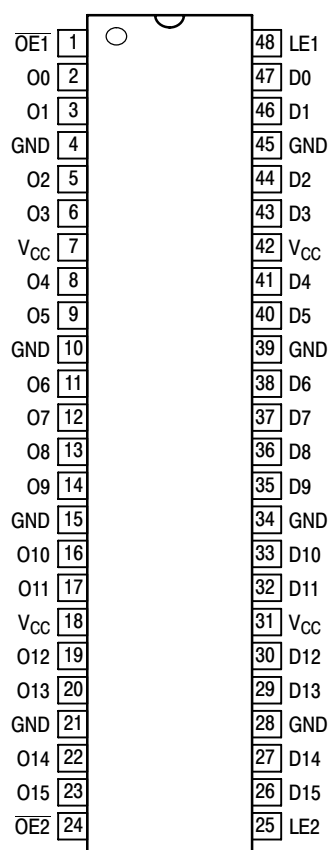 O̅E̅1̅ 1 48 LE1
O0 2 47 D0
O1 3 46 D1
GND 4 45 GND
O2 5 44 D2
O3 6 43 D3
VCC 7 42 VCC
O4 8 41 D4
O5 9 40 D5
GND 10 39 GND
O6 11 38 D6
O7 12 37 D7
O8 13 36 D8
O9 14 35 D9
GND 15 34 GND
O10 16 33 D10
O11 17 32 D11
VCC 18 31 VCC
O12 19 30 D12
O13 20 29 D13
GND 21 28 GND
O14 22 27 D14
O15 23 26 D15
O̅E̅2̅ 24 25 LE2